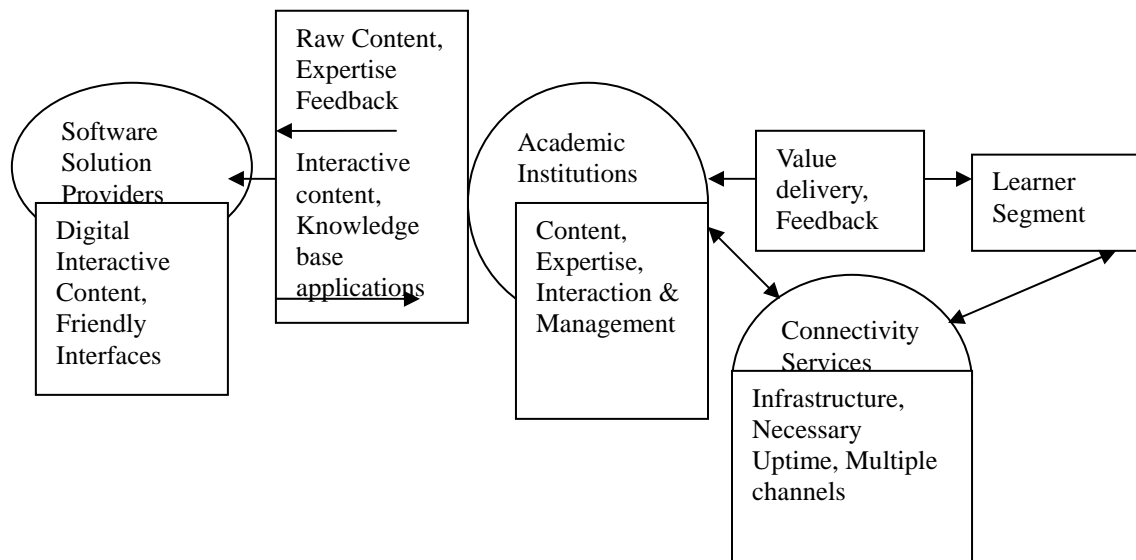 Software
Solution
Providers
Digital
Interactive
Content,
Friendly
Interfaces
Raw Content,
Expertise
Feedback
Interactive
content,
Knowledge
base
applications
Academic
Institutions
Content,
Expertise,
Interaction &
Management
Value
delivery,
Feedback
Learner
Segment
Connectivity
Services
Infrastructure,
Necessary
Uptime, Multiple
channels